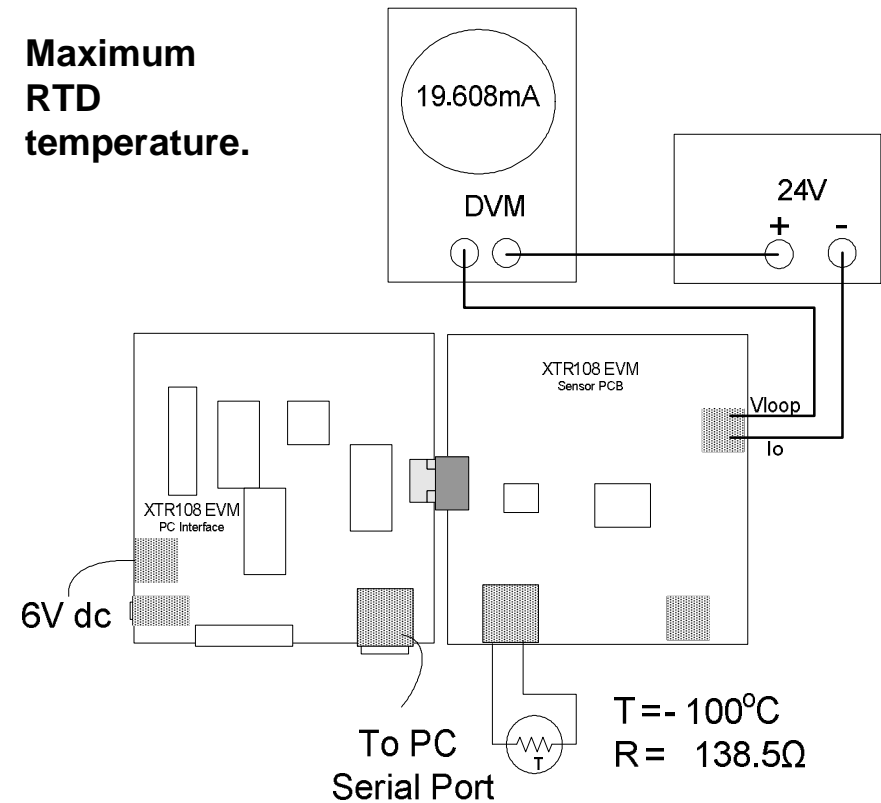 Maximum
RTD
temperature.
19.608mA
DVM
24V
+ -
XTR108 EVM
Sensor PCB
Vloop
Io
XTR108 EVM
PC Interface
6V dc
To PC
Serial Port
T
T =- 100°C
R = 138.5Ω